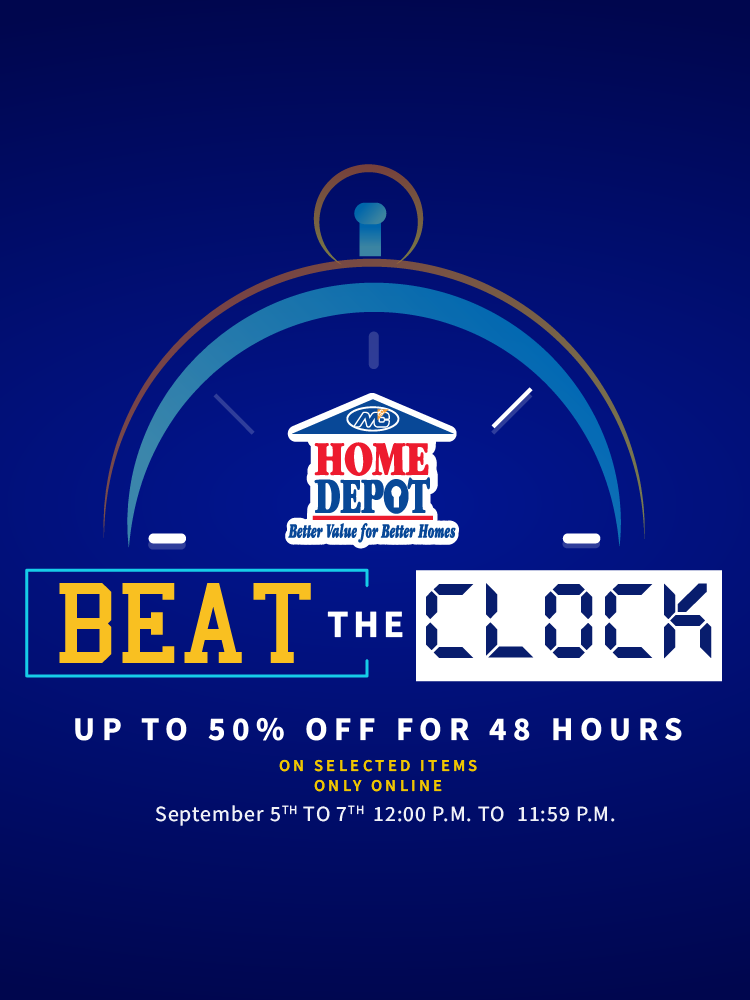 MC
HOME
DEPOT
Better Value for Better Homes
BEAT THE CLOCK
UP TO 50% OFF FOR 48 HOURS
ON SELECTED ITEMS
ONLY ONLINE
September 5TH TO 7TH 12:00 P.M. TO 11:59 P.M.